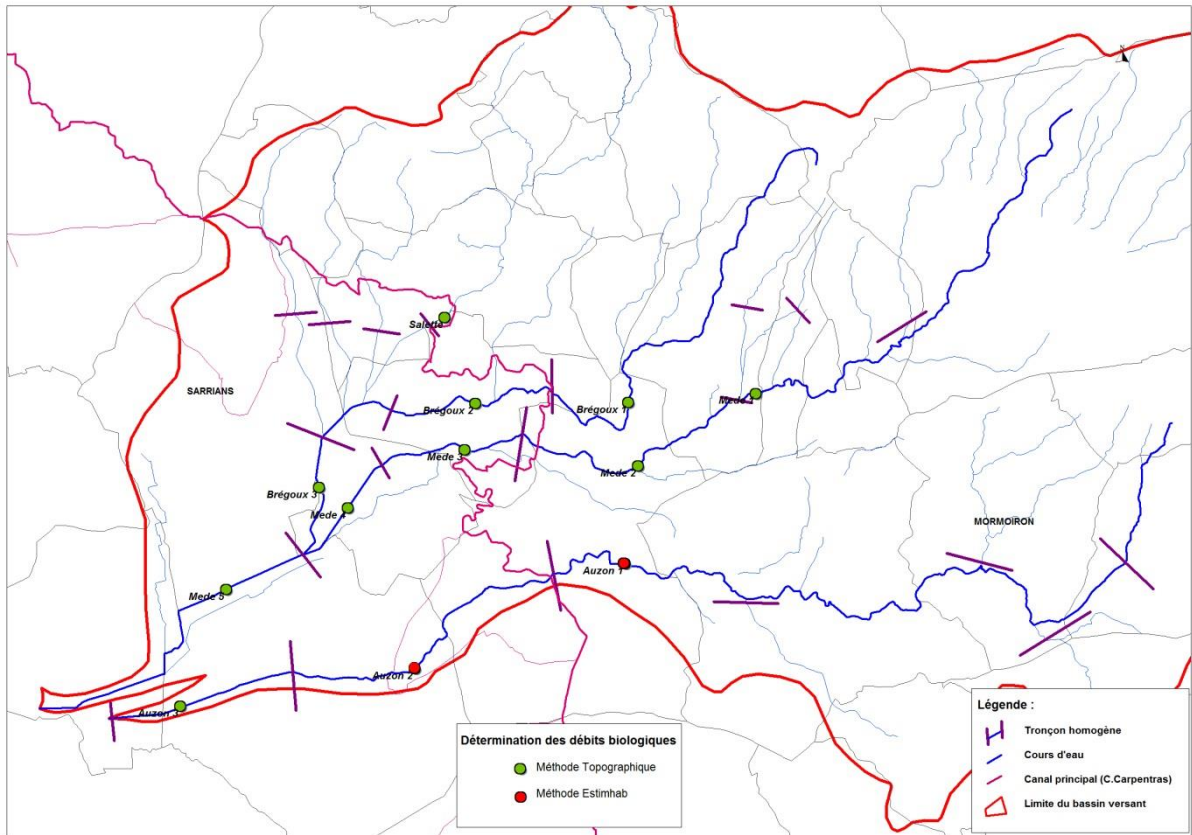 N
Salette
SARRIANS
Brégoux 2
Brégoux 1
Mede 1
Mede 3
Mede 2
Brégoux 3
Mede 4
MORMOIRON
Auzon 1
Mede 5
Auzon 2
Auzon 3
Détermination des débits biologiques
Méthode Topographique
Méthode Estimhab
Légende :
Tronçon homogène
Cours d'eau
Canal principal (C.Carpentras)
Limite du bassin versant